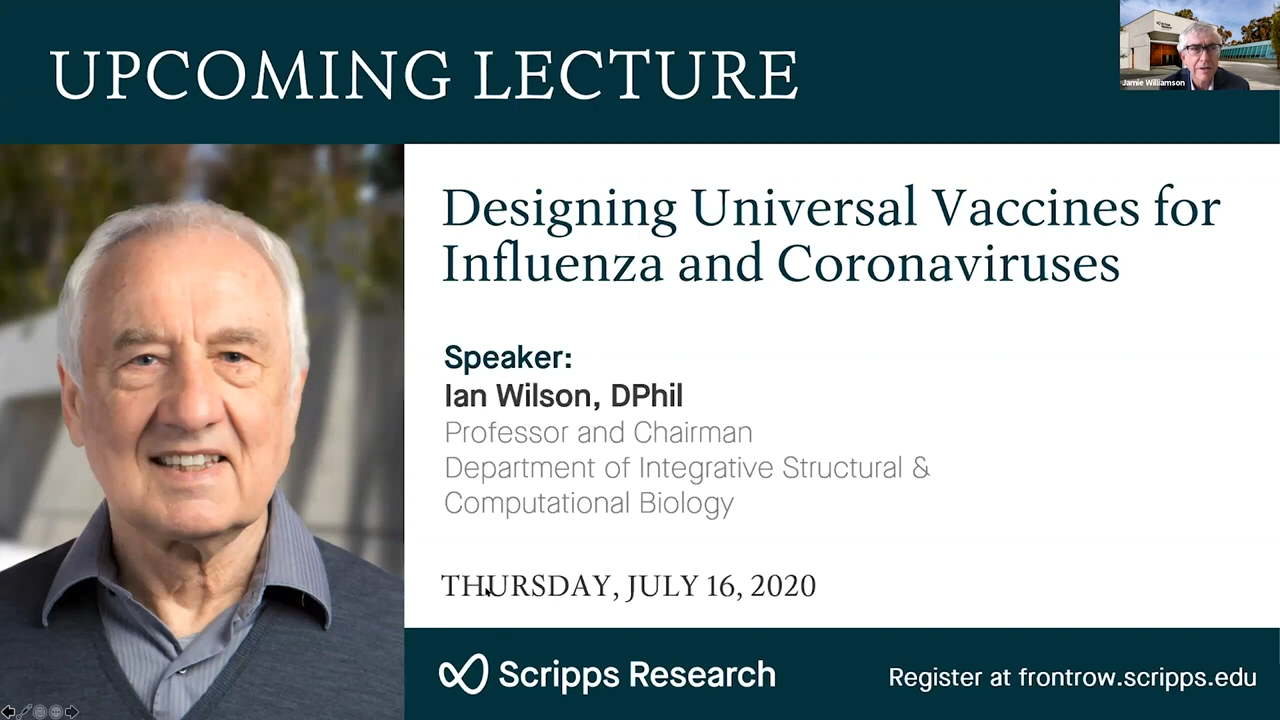 UPCOMING LECTURE
Jamie Williamson
Designing Universal Vaccines for
Influenza and Coronaviruses
Speaker:
Ian Wilson, DPhil
Professor and Chairman
Department of Integrative Structural &
Computational Biology
THURSDAY, JULY 16, 2020
Scripps Research
Register at frontrow.scripps.edu